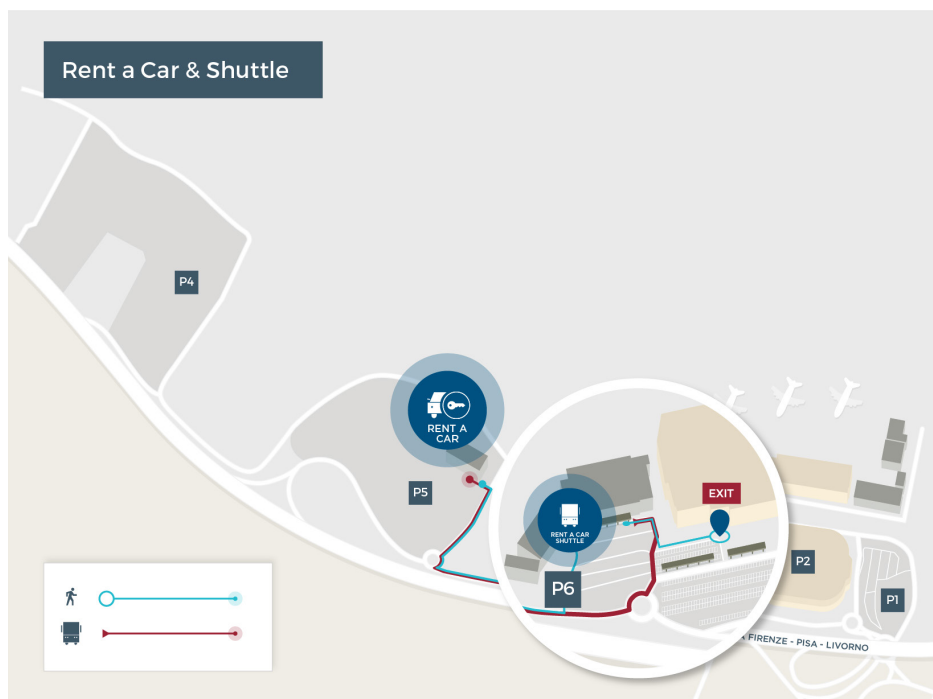 Rent a Car & Shuttle
P4
RENT A
CAR
P5
EXIT
RENT A CAR
SHUTTLE
P6
P2
P1
FIRENZE - PISA - LIVORNO